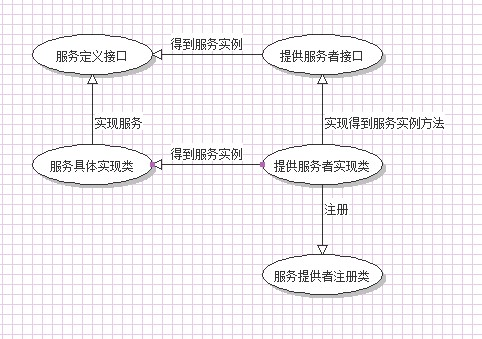 得到服务实例
服务定义接口
提供服务者接口
实现服务
实现得到服务实例方法
得到服务实例
服务具体实现类
提供服务者实现类
注册
服务提供者注册类